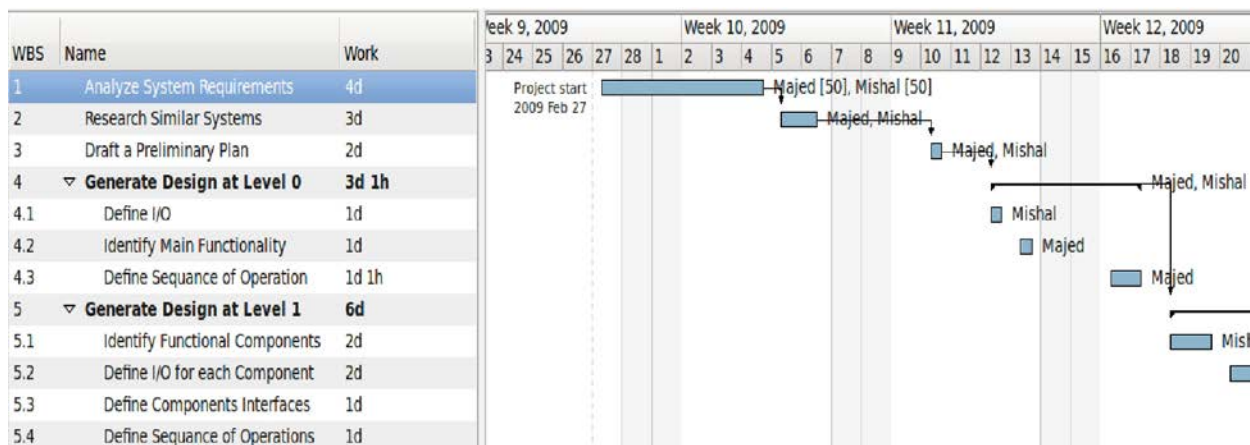 eek 9, 2009 Week 10, 2009 Week 11, 2009 Week 12, 2009
WBS Name Work 3 24 25 26 27 28 1 2 3 4 5 6 7 8 9 10 11 12 13 14 15 16 17 18 19 20
1 Analyze System Requirements 4d Project start Majed [50], Mishal [50]
2009 Feb 27
2 Research Similar Systems 3d Majed, Mishal
3 Draft a Preliminary Plan 2d Majed, Mishal
4 Generate Design at Level 0 3d 1h Majed, Mishal
4.1 Define I/O 1d Mishal
4.2 Identify Main Functionality 1d Majed
4.3 Define Sequence of Operation 1d 1h Majed
5 Generate Design at Level 1 6d
5.1 Identify Functional Components 2d Mish
5.2 Define I/O for each Component 2d
5.3 Define Components Interfaces 1d
5.4 Define Sequence of Operations 1d